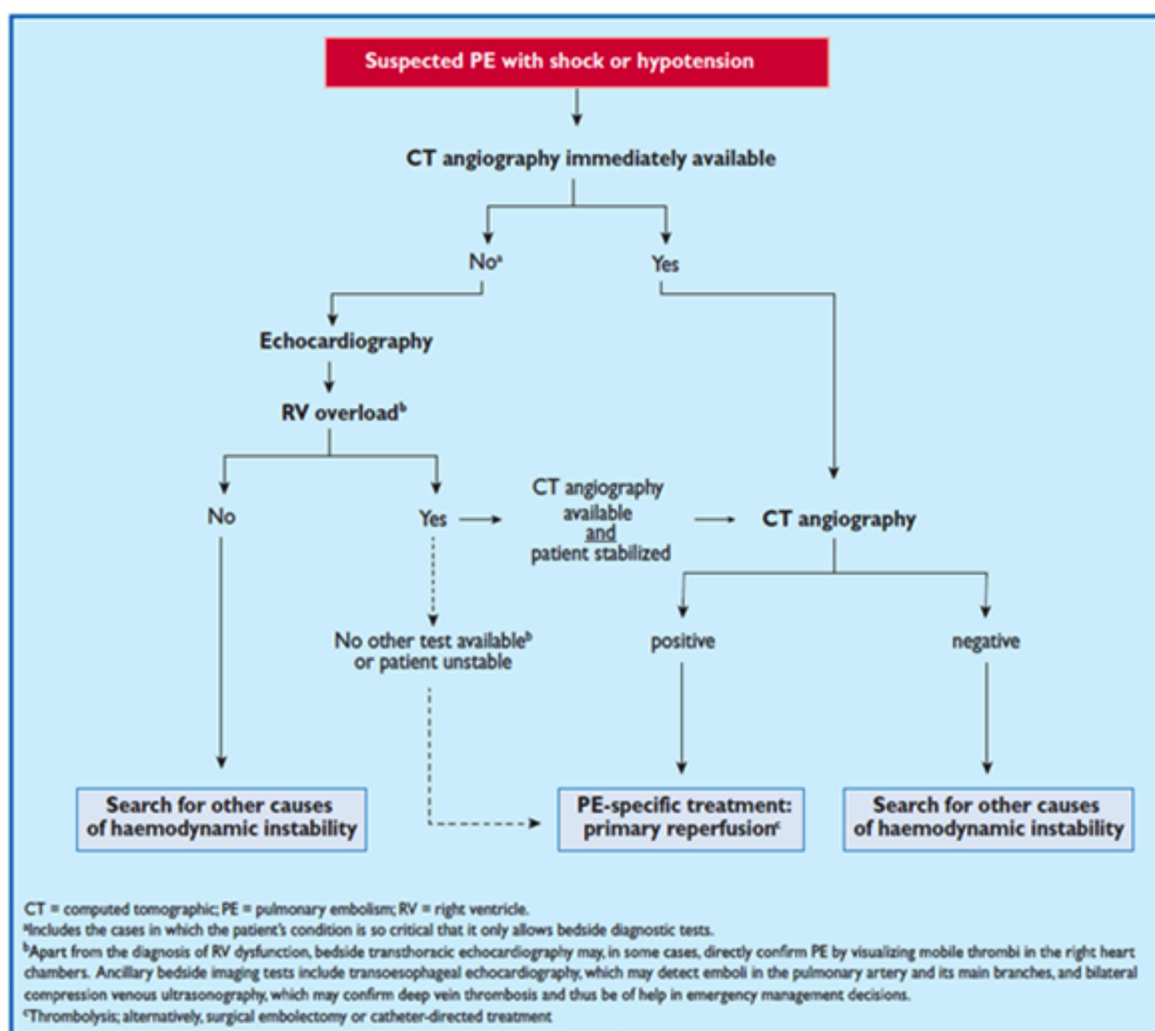 Suspected PE with shock or hypotension
CT angiography immediately available
Noᵃ
Yes
Echocardiography
RV overloadᵇ
No
Yes
CT angiography
available
and
patient stabilized
CT angiography
No other test availableᵇ
or patient unstable
positive
negative
Search for other causes
of haemodynamic instability
PE-specific treatment:
primary reperfusionᶜ
Search for other causes
of haemodynamic instability
CT = computed tomographic; PE = pulmonary embolism; RV = right ventricle.
ᵃIncludes the cases in which the patient's condition is so critical that it only allows bedside diagnostic tests.
ᵇApart from the diagnosis of RV dysfunction, bedside transthoracic echocardiography may, in some cases, directly confirm PE by visualizing mobile thrombi in the right heart
chambers. Ancillary bedside imaging tests include transoesophageal echocardiography, which may detect emboli in the pulmonary artery and its main branches, and bilateral
compression venous ultrasonography, which may confirm deep vein thrombosis and thus be of help in emergency management decisions.
ᶜThrombolysis; alternatively, surgical embolectomy or catheter-directed treatment